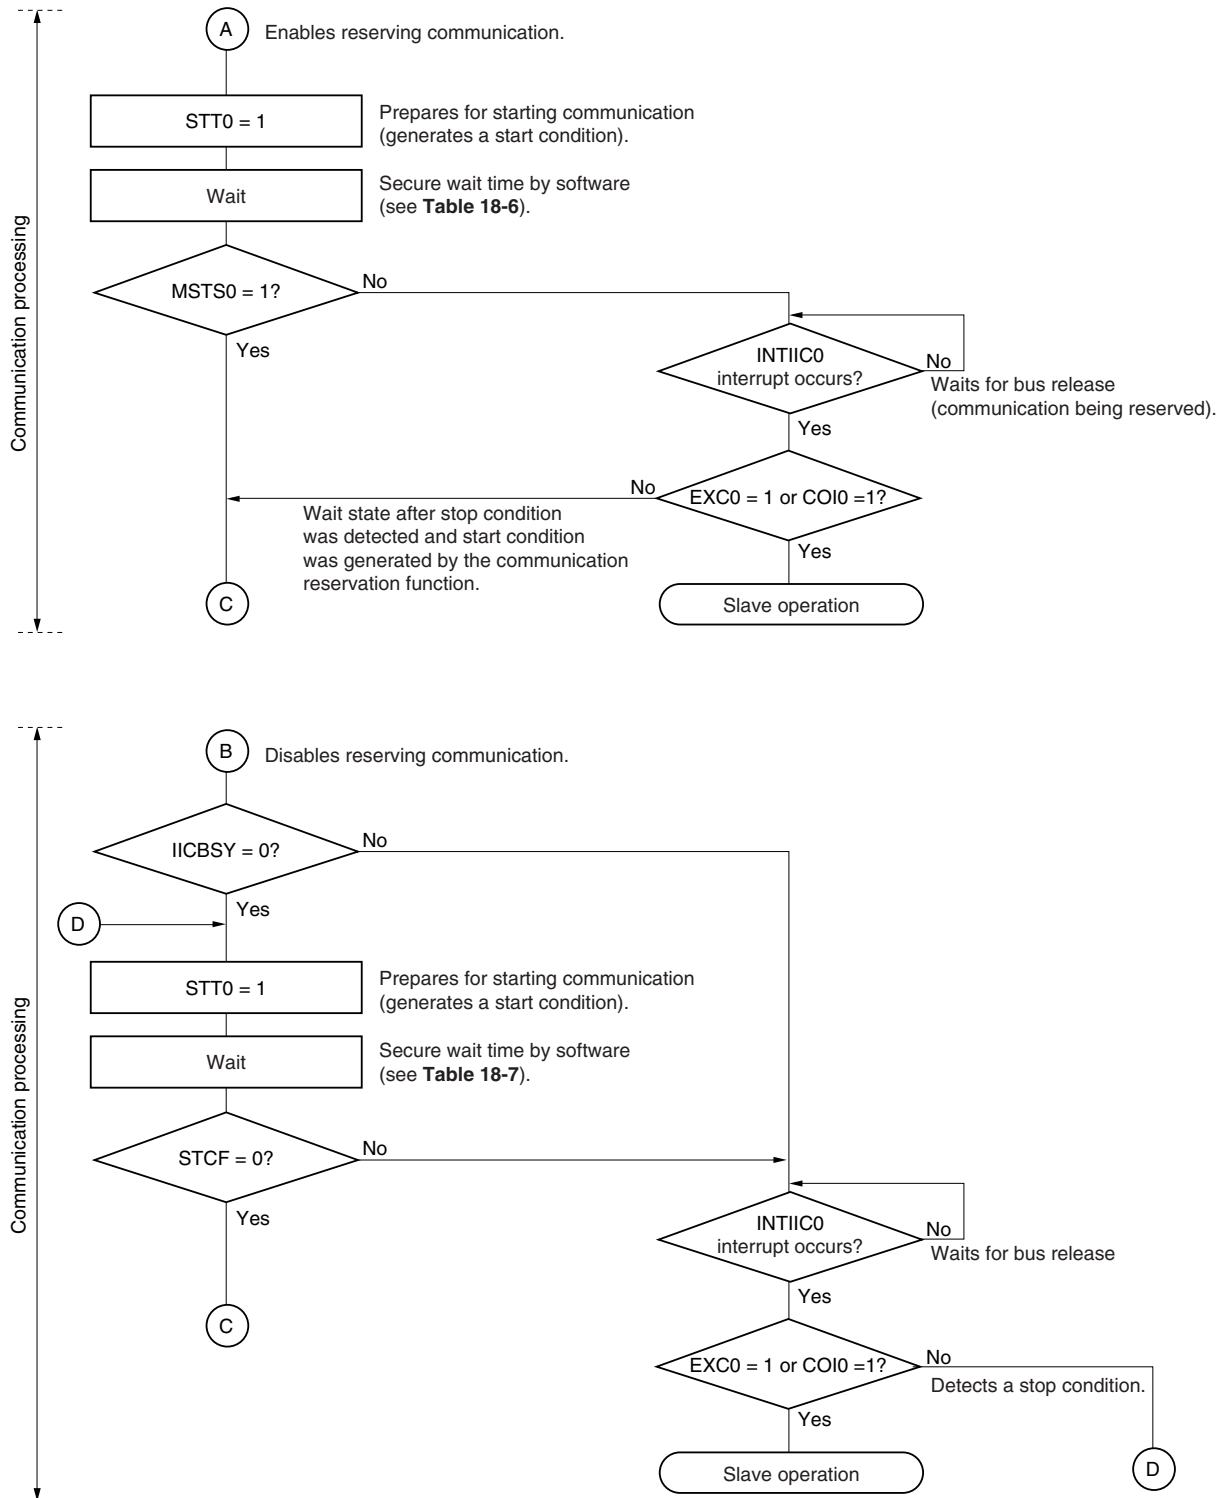 A
Enables reserving communication.
STT0 = 1
Prepares for starting communication
(generates a start condition).
Wait
Secure wait time by software
(see Table 18-6).
MSTS0 = 1?
No
Yes
INTIIC0
interrupt occurs?
No
Waits for bus release
(communication being reserved).
Yes
EXC0 = 1 or COI0 =1?
No
Wait state after stop condition
was detected and start condition
was generated by the communication
reservation function.
Yes
C
Slave operation
Communication processing
B
Disables reserving communication.
IICBSY = 0?
No
Yes
D
STT0 = 1
Prepares for starting communication
(generates a start condition).
Wait
Secure wait time by software
(see Table 18-7).
STCF = 0?
No
Yes
C
INTIIC0
interrupt occurs?
No
Waits for bus release
Yes
EXC0 = 1 or COI0 =1?
No
Detects a stop condition.
Yes
Slave operation
D
Communication processing